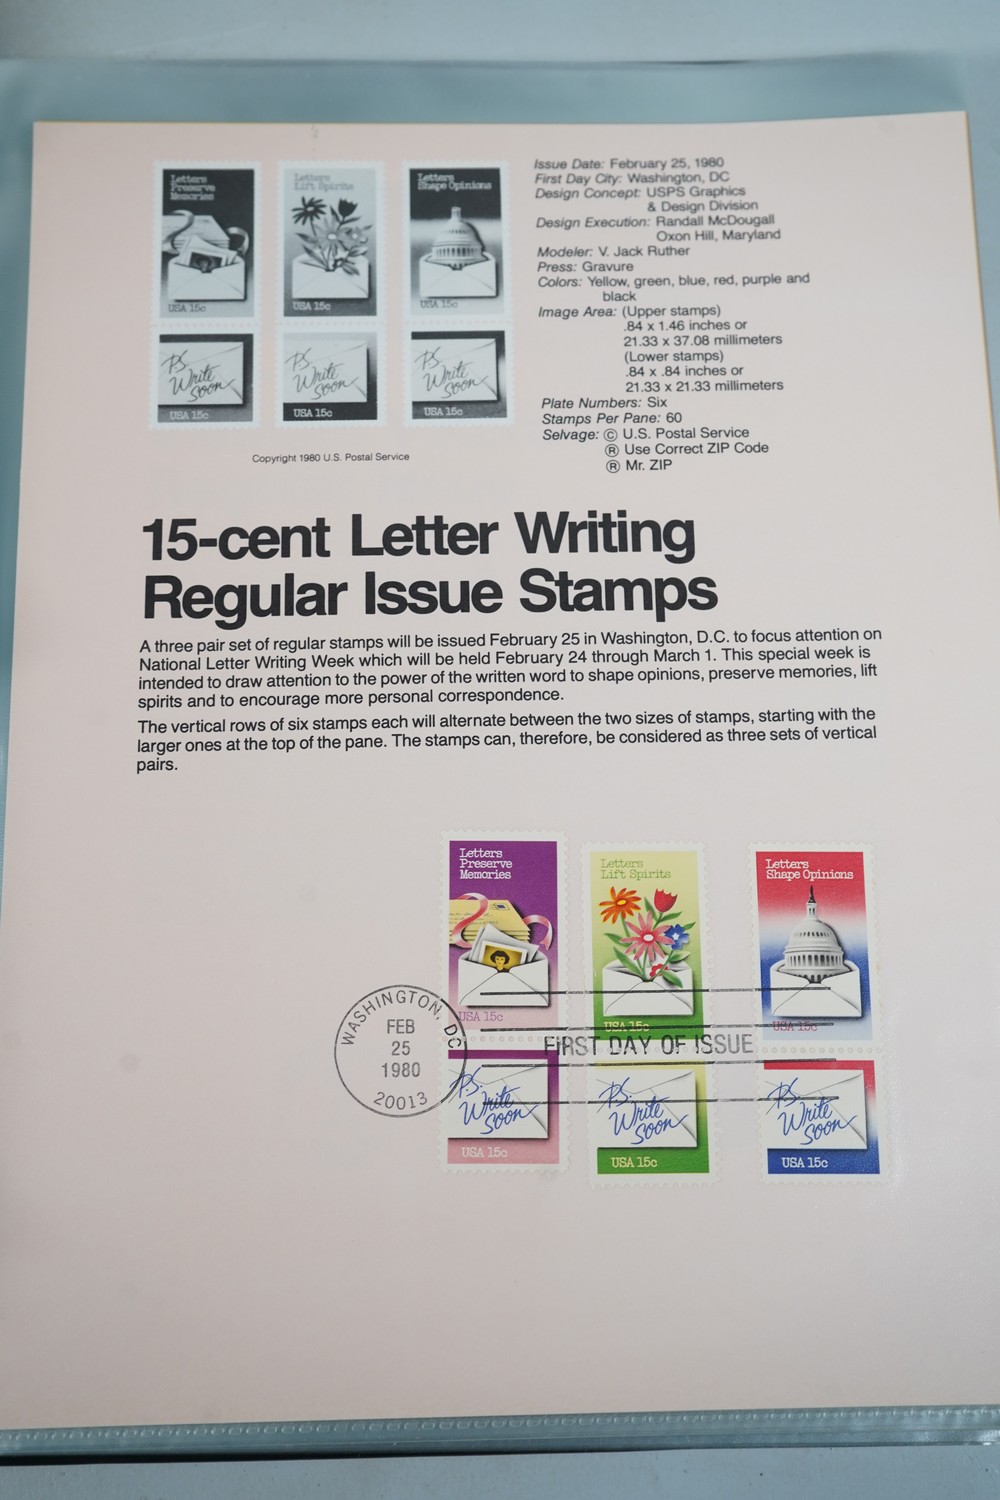 Letters
Preserve
Memories
USA 15c
Letters
Lift Spirits
USA 15c
Letters
Shape Opinions
USA 15c
P.S.
Write
soon
USA 15c
P.S.
Write
soon
USA 15c
P.S.
Write
soon
USA 15c
Copyright 1980 U.S. Postal Service
Issue Date: February 25, 1980
First Day City: Washington, DC
Design Concept: USPS Graphics
& Design Division
Design Execution: Randall McDougall
Oxon Hill, Maryland
Modeler: V. Jack Ruther
Press: Gravure
Colors: Yellow, green, blue, red, purple and
black
Image Area: (Upper stamps)
.84 x 1.46 inches or
21.33 x 37.08 millimeters
(Lower stamps)
.84 x .84 inches or
21.33 x 21.33 millimeters
Plate Numbers: Six
Stamps Per Pane: 60
Selvage: © U.S. Postal Service
® Use Correct ZIP Code
® Mr. ZIP
15-cent Letter Writing
Regular Issue Stamps
A three pair set of regular stamps will be issued February 25 in Washington, D.C. to focus attention on
National Letter Writing Week which will be held February 24 through March 1. This special week is
intended to draw attention to the power of the written word to shape opinions, preserve memories, lift
spirits and to encourage more personal correspondence.
The vertical rows of six stamps each will alternate between the two sizes of stamps, starting with the
larger ones at the top of the pane. The stamps can, therefore, be considered as three sets of vertical
pairs.
Letters
Preserve
Memories
USA 15c
Letters
Lift Spirits
USA 15c
Letters
Shape Opinions
USA 15c
WASHINGTON, DC
FEB
25
1980
20013
FIRST DAY OF ISSUE
P.S.
Write
soon
USA 15c
P.S.
Write
soon
USA 15c
P.S.
Write
soon
USA 15c